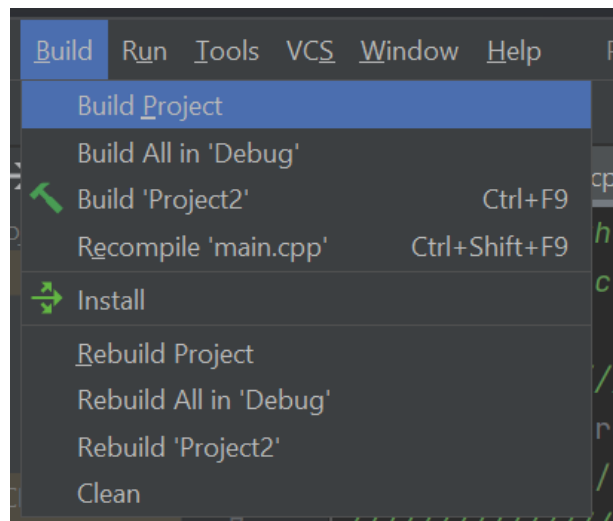 Build Run Tools VCS Window Help
Build Project
Build All in 'Debug'
Build 'Project2' Ctrl+F9
Recompile 'main.cpp' Ctrl+Shift+F9
Install
Rebuild Project
Rebuild All in 'Debug'
Rebuild 'Project2'
Clean